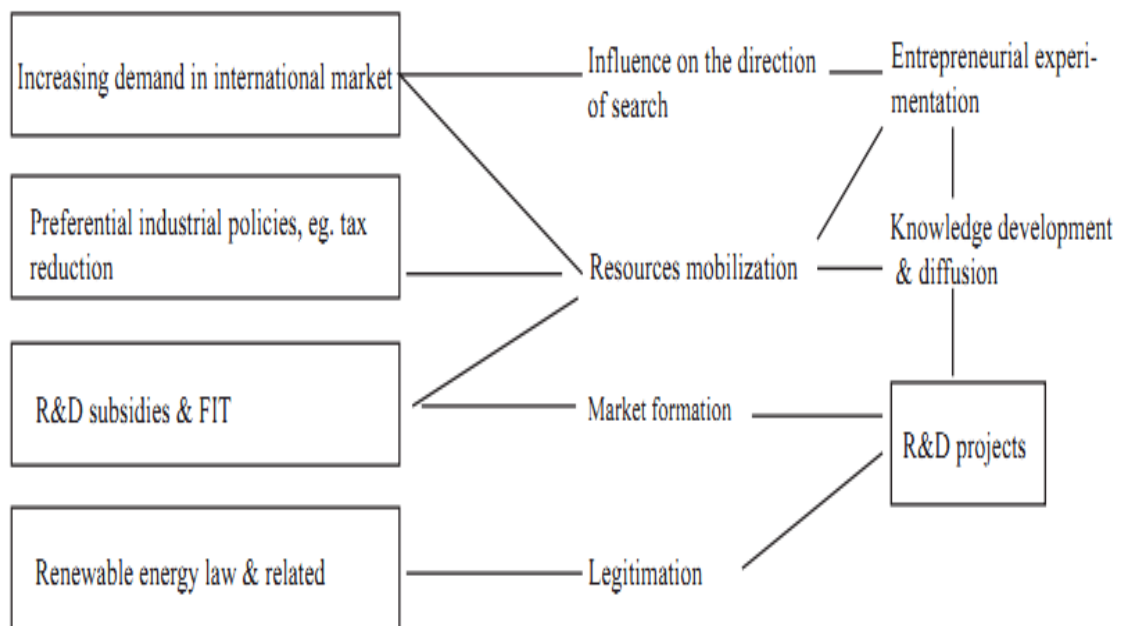 Increasing demand in international market
Influence on the direction
of search
Entrepreneurial experi-
mentation
Preferential industrial policies, eg. tax
reduction
Resources mobilization
Knowledge development
& diffusion
R&D subsidies & FIT
Market formation
R&D projects
Renewable energy law & related
Legitimation